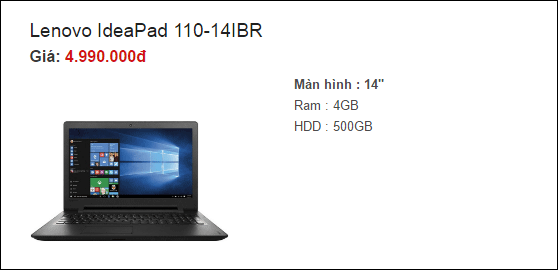 Lenovo IdeaPad 110-14IBR
Giá: 4.990.000đ
Màn hình : 14"
Ram : 4GB
HDD : 500GB